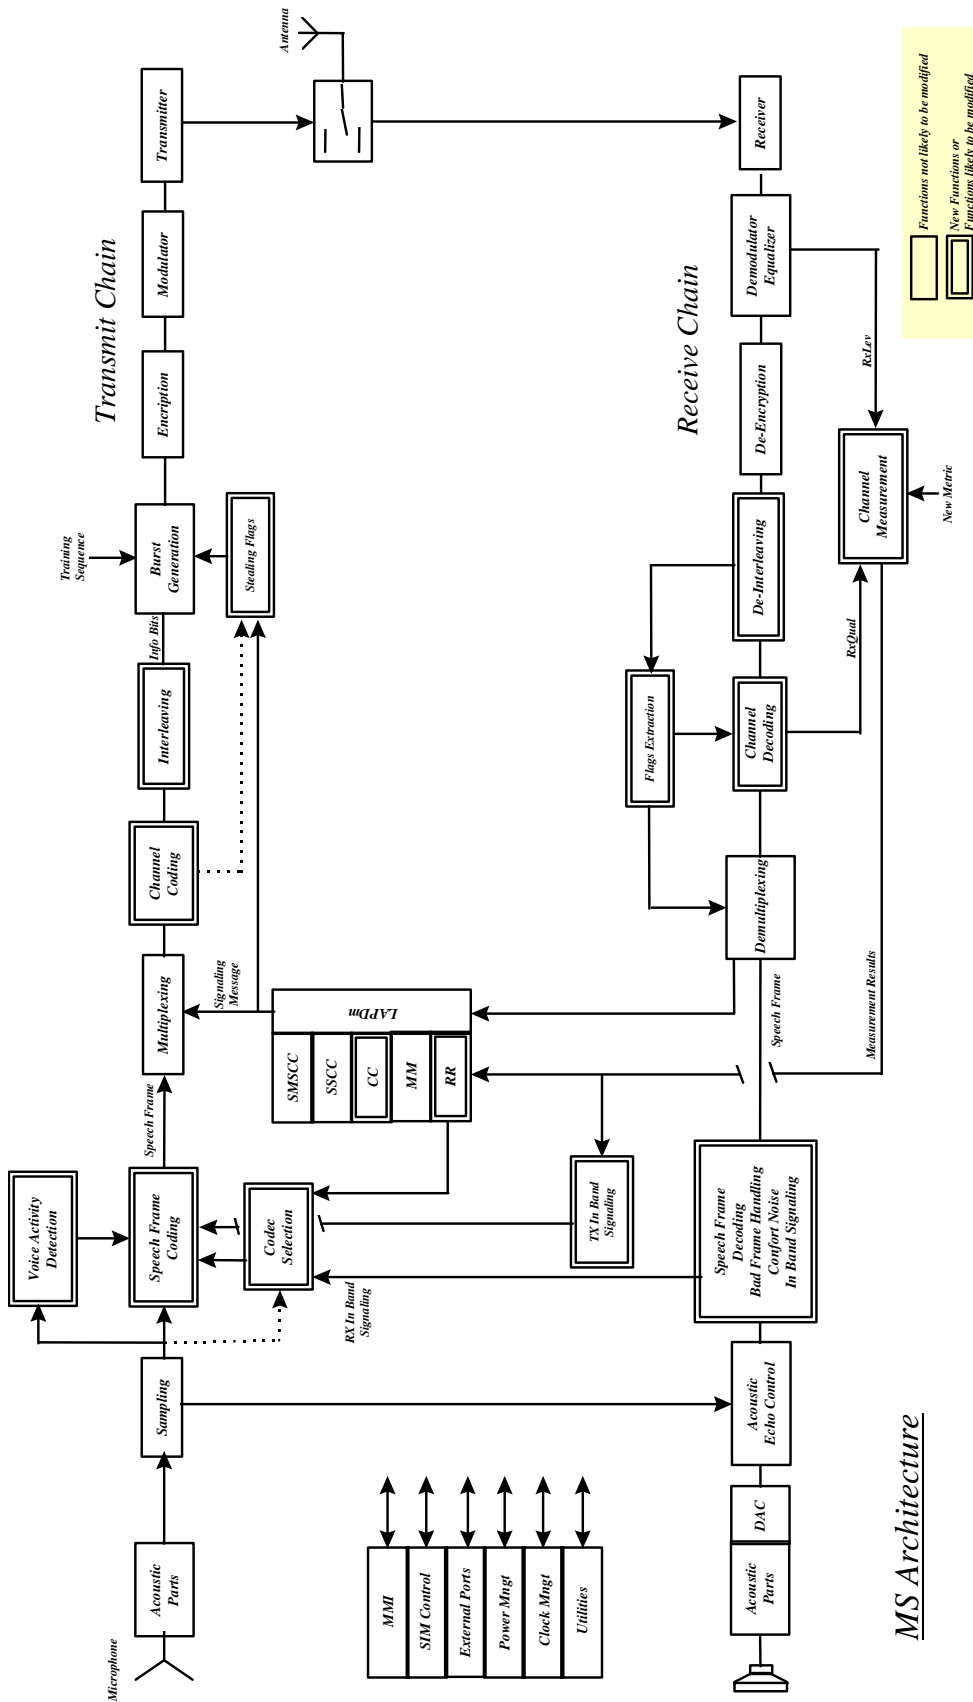 Transmit Chain
Microphone
Acoustic
Parts
Sampling
Voice Activity
Detection
Speech Frame
Coding
Speech Frame
Multiplexing
Channel
Coding
Interleaving
Info Bits
Training
Sequence
Burst
Generation
Stealing Flags
Encription
Modulator
Transmitter
Antenna
Codec
Selection
RX In Band
Signaling
Signaling
Message
SMSCC
SSCC
CC
MM
RR
LAPDm
TX In Band
Signaling
MMI
SIM Control
External Ports
Power Mngt
Clock Mngt
Utilities
Receive Chain
Acoustic
Parts
DAC
Acoustic
Echo Control
Speech Frame
Decoding
Bad Frame Handling
Confort Noise
In Band Signaling
Speech Frame
Demultiplexing
Flags Extraction
Channel
Decoding
De-Interleaving
De-Encryption
Demodulator
Equalizer
Receiver
Measurement Results
RxQual
Channel
Measurement
RxLev
New Metric
MS Architecture
Functions not likely to be modified
New Functions or
Functions likely to be modified